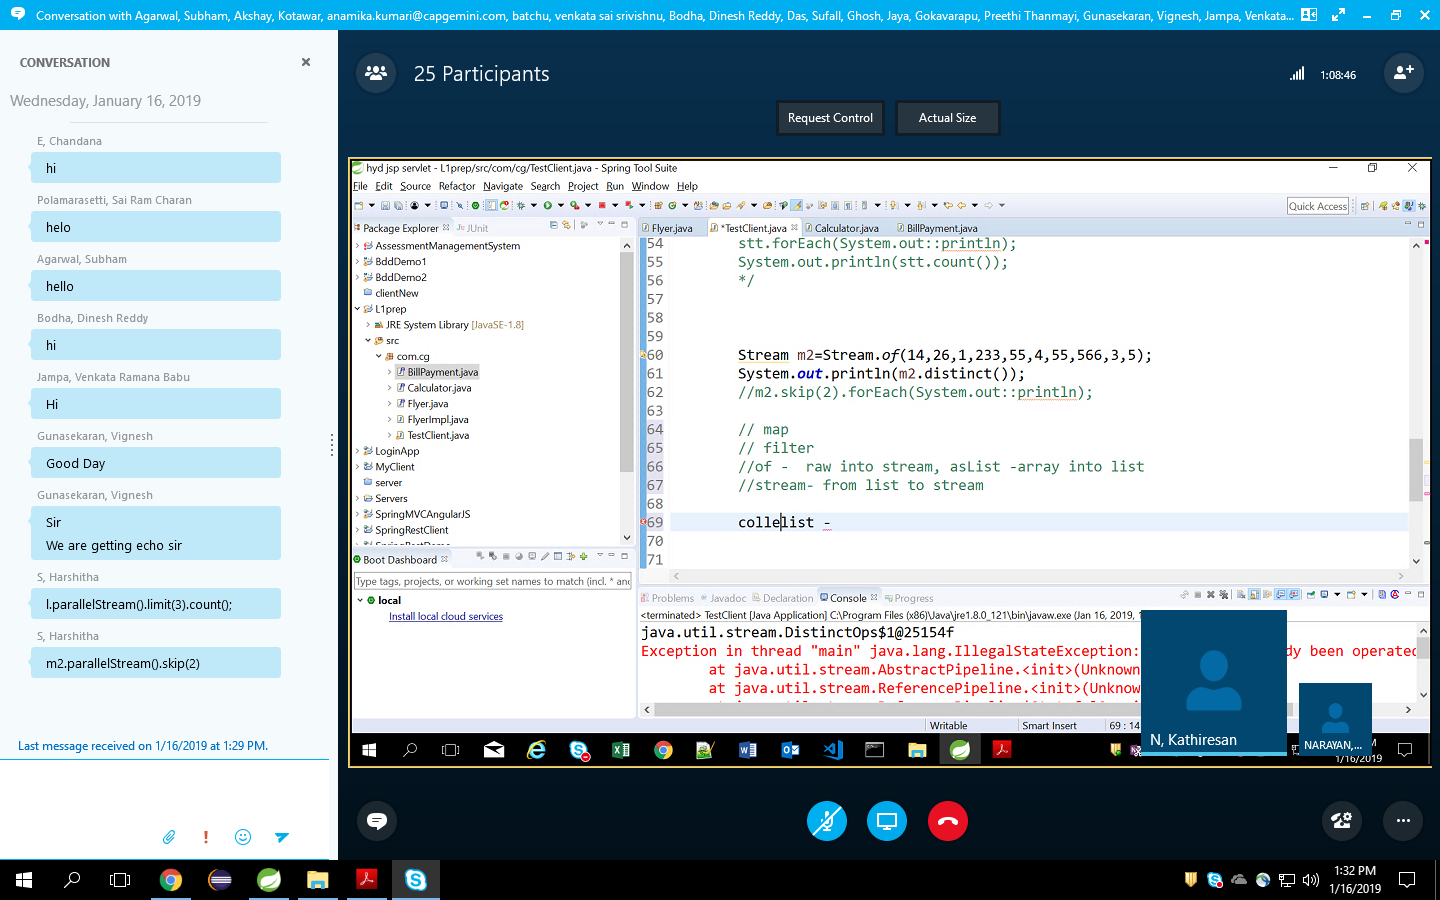 Conversation with Agarwal, Subham, Akshay, Kotawar, anamika.kumari@capgemini.com, batchu, venkata sai srivishnu, Bodha, Dinesh Reddy, Das, Sufall, Ghosh, Jaya, Gokavarapu, Preethi Thanmayi, Gunasekaran, Vignesh, Jampa, Venkata...
CONVERSATION
Wednesday, January 16, 2019
E, Chandana
hi
Polamarasetti, Sai Ram Charan
helo
Agarwal, Subham
hello
Bodha, Dinesh Reddy
hi
Jampa, Venkata Ramana Babu
Hi
Gunasekaran, Vignesh
Good Day
Gunasekaran, Vignesh
Sir
We are getting echo sir
S, Harshitha
l.parallelStream().limit(3).count();
S, Harshitha
m2.parallelStream().skip(2)
Last message received on 1/16/2019 at 1:29 PM.
25 Participants
1:08:46
Request Control
Actual Size
hyd jsp servlet - L1prep/src/com/cg/TestClient.java - Spring Tool Suite
File Edit Source Refactor Navigate Search Project Run Window Help
Quick Access
Package Explorer
JUnit
AssessmentManagementSystem
BddDemo1
BddDemo2
clientNew
L1prep
JRE System Library [JavaSE-1.8]
src
com.cg
BillPayment.java
Calculator.java
Flyer.java
FlyerImpl.java
TestClient.java
LoginApp
MyClient
server
Servers
SpringMVCAngularJS
SpringRestClient
Boot Dashboard
Type tags, projects, or working set names to match (incl. * and
local
Install local cloud services
Flyer.java
*TestClient.java
Calculator.java
BillPayment.java
54 stt.forEach(System.out::println);
55 System.out.println(stt.count());
56 */
57
58
59
60 Stream m2=Stream.of(14,26,1,233,55,4,55,566,3,5);
61 System.out.println(m2.distinct());
62 //m2.skip(2).forEach(System.out::println);
63
64 // map
65 // filter
66 //of - raw into stream, asList -array into list
67 //stream- from list to stream
68
69 collelist -
70
71
Problems
Javadoc
Declaration
Console
Progress
<terminated> TestClient [Java Application] C:\Program Files (x86)\Java\jre1.8.0_121\bin\javaw.exe (Jan 16, 2019,
java.util.stream.DistinctOps$1@25154f
Exception in thread "main" java.lang.IllegalStateException: dy been operated
at java.util.stream.AbstractPipeline.<init>(Unknown
at java.util.stream.ReferencePipeline.<init>(Unknow
Writable
Smart Insert
69 : 14
N, Kathiresan
NARAYAN,...
1/16/2019
1:32 PM
1/16/2019